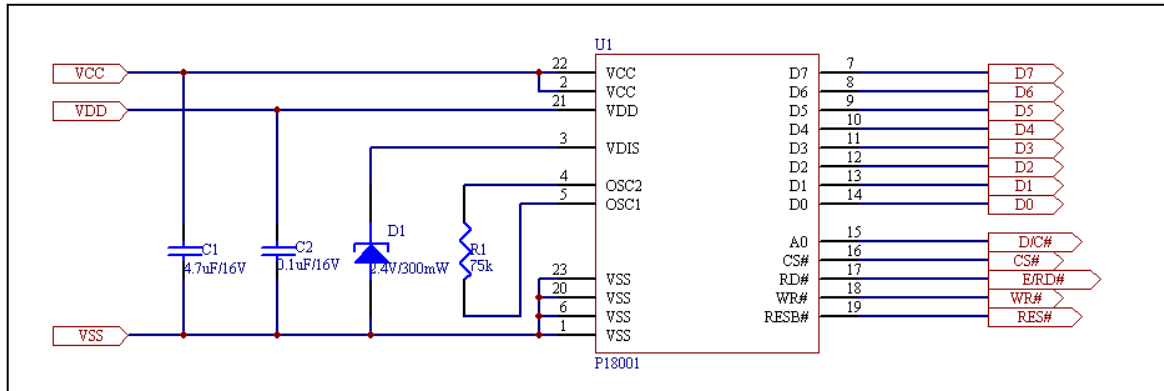 U1
VCC 22 VCC D7 7 D7
2 VCC D6 8 D6
VDD 21 VDD D5 9 D5
D4 10 D4
3 VDIS D3 11 D3
D2 12 D2
4 OSC2 D1 13 D1
5 OSC1 D0 14 D0
A0 15 D/C#
CS# 16 CS#
23 VSS RD# 17 E/RD#
20 VSS WR# 18 WR#
6 VSS RESB# 19 RES#
VSS 1 VSS
C1
4.7uF/16V
C2
0.1uF/16V
D1
2.4V/300mW
R1
75k
P18001